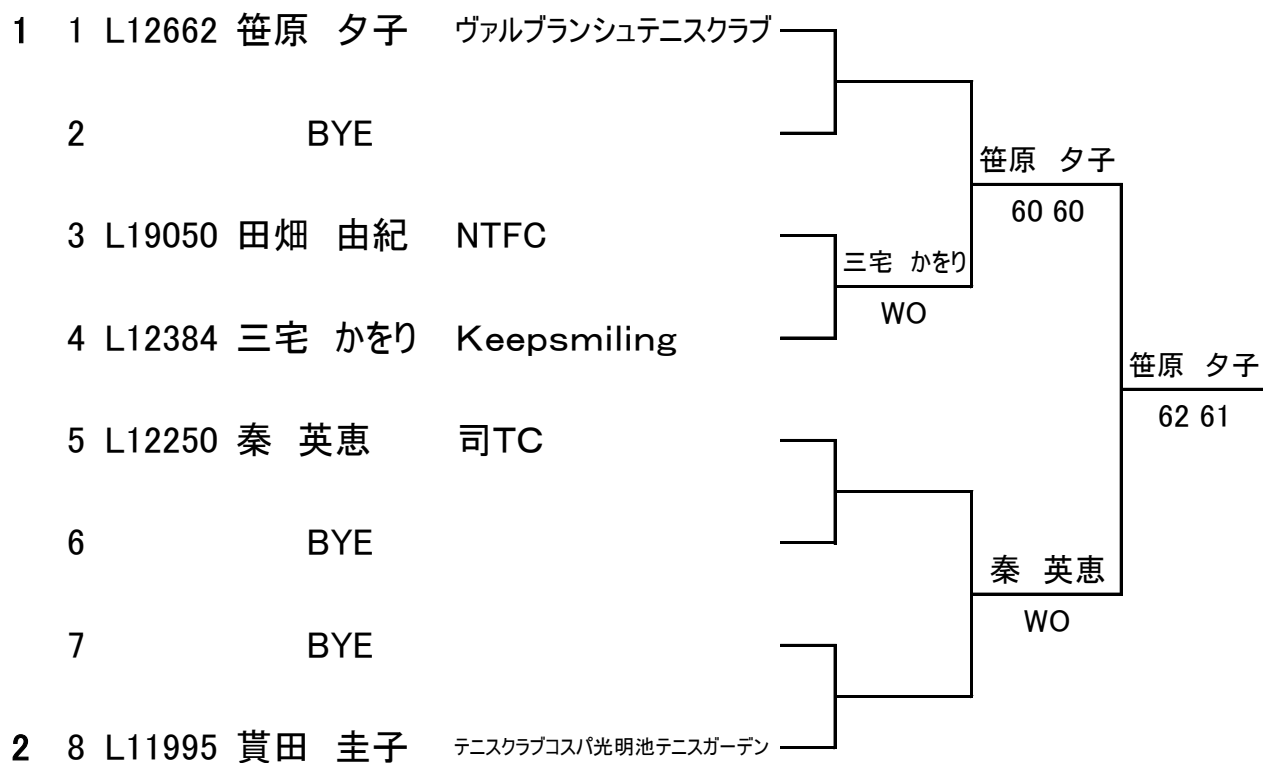 1 1 L12662 笹原 夕子 ヴァルブランシュテニスクラブ
2 BYE
笹原 夕子
60 60
3 L19050 田畑 由紀 NTFC
三宅 かをり
WO
4 L12384 三宅 かをり Keepsmiling
笹原 夕子
62 61
5 L12250 秦 英恵 司TC
6 BYE
秦 英恵
WO
7 BYE
2 8 L11995 貰田 圭子 テニスクラブコスパ光明池テニスガーデン